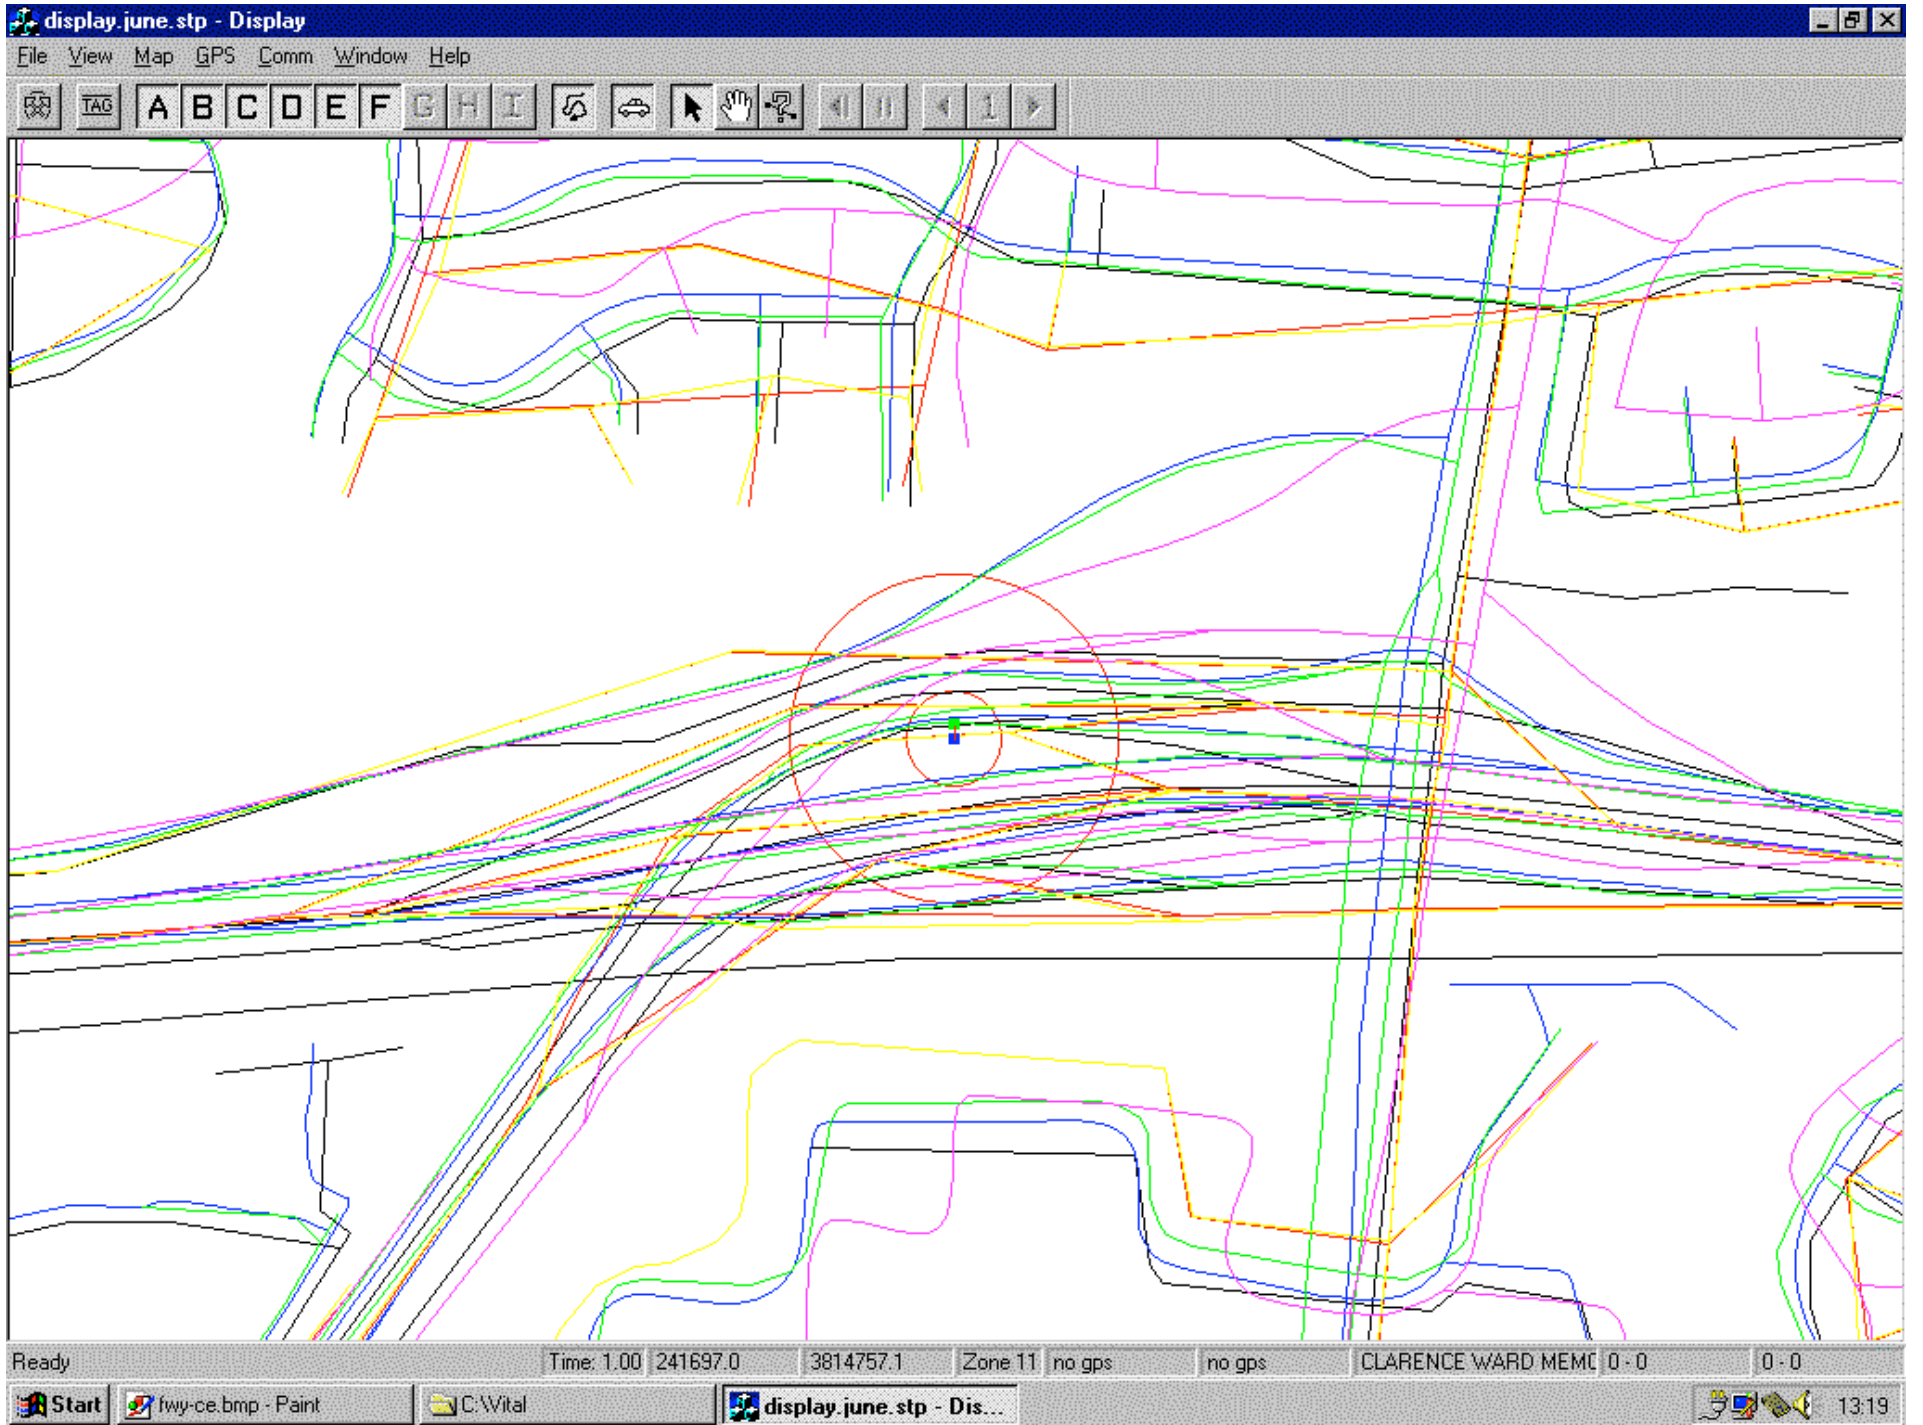 display.june.stp - Display
File View Map GPS Comm Window Help
TAG A B C D E F G H I 1
Ready Time: 1.00 241697.0 3814757.1 Zone 11 no gps no gps CLARENCE WARD MEMC 0 - 0 0 - 0
Start fwy-ce.bmp - Paint C:\Vital display.june.stp - Dis... 13:19